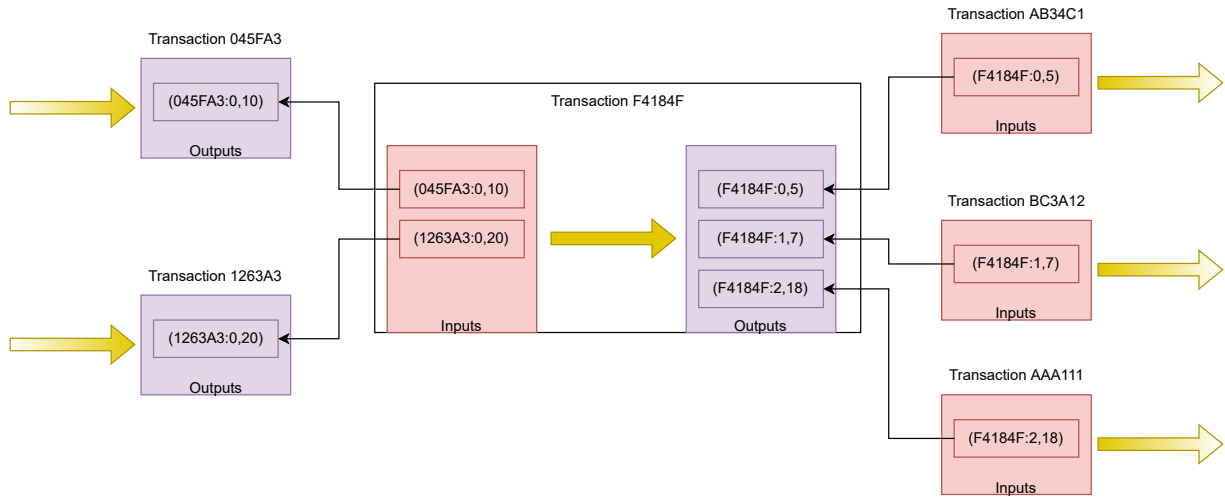 Transaction 045FA3
(045FA3:0,10)
Outputs
Transaction 1263A3
(1263A3:0,20)
Outputs
Transaction F4184F
(045FA3:0,10)
(1263A3:0,20)
Inputs
(F4184F:0,5)
(F4184F:1,7)
(F4184F:2,18)
Outputs
Transaction AB34C1
(F4184F:0,5)
Inputs
Transaction BC3A12
(F4184F:1,7)
Inputs
Transaction AAA111
(F4184F:2,18)
Inputs